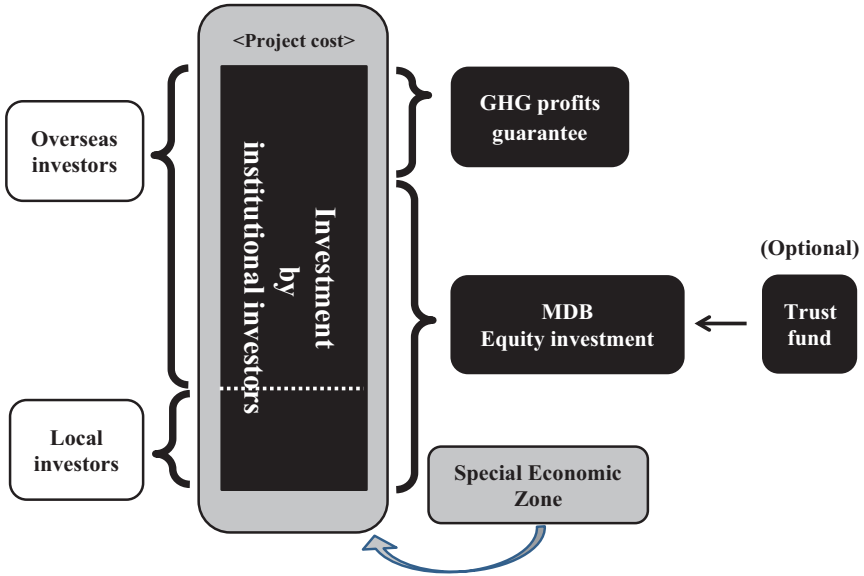 <Project cost>
Overseas
investors
Local
investors
Investment
by
institutional investors
GHG profits
guarantee
MDB
Equity investment
(Optional)
Trust
fund
Special Economic
Zone